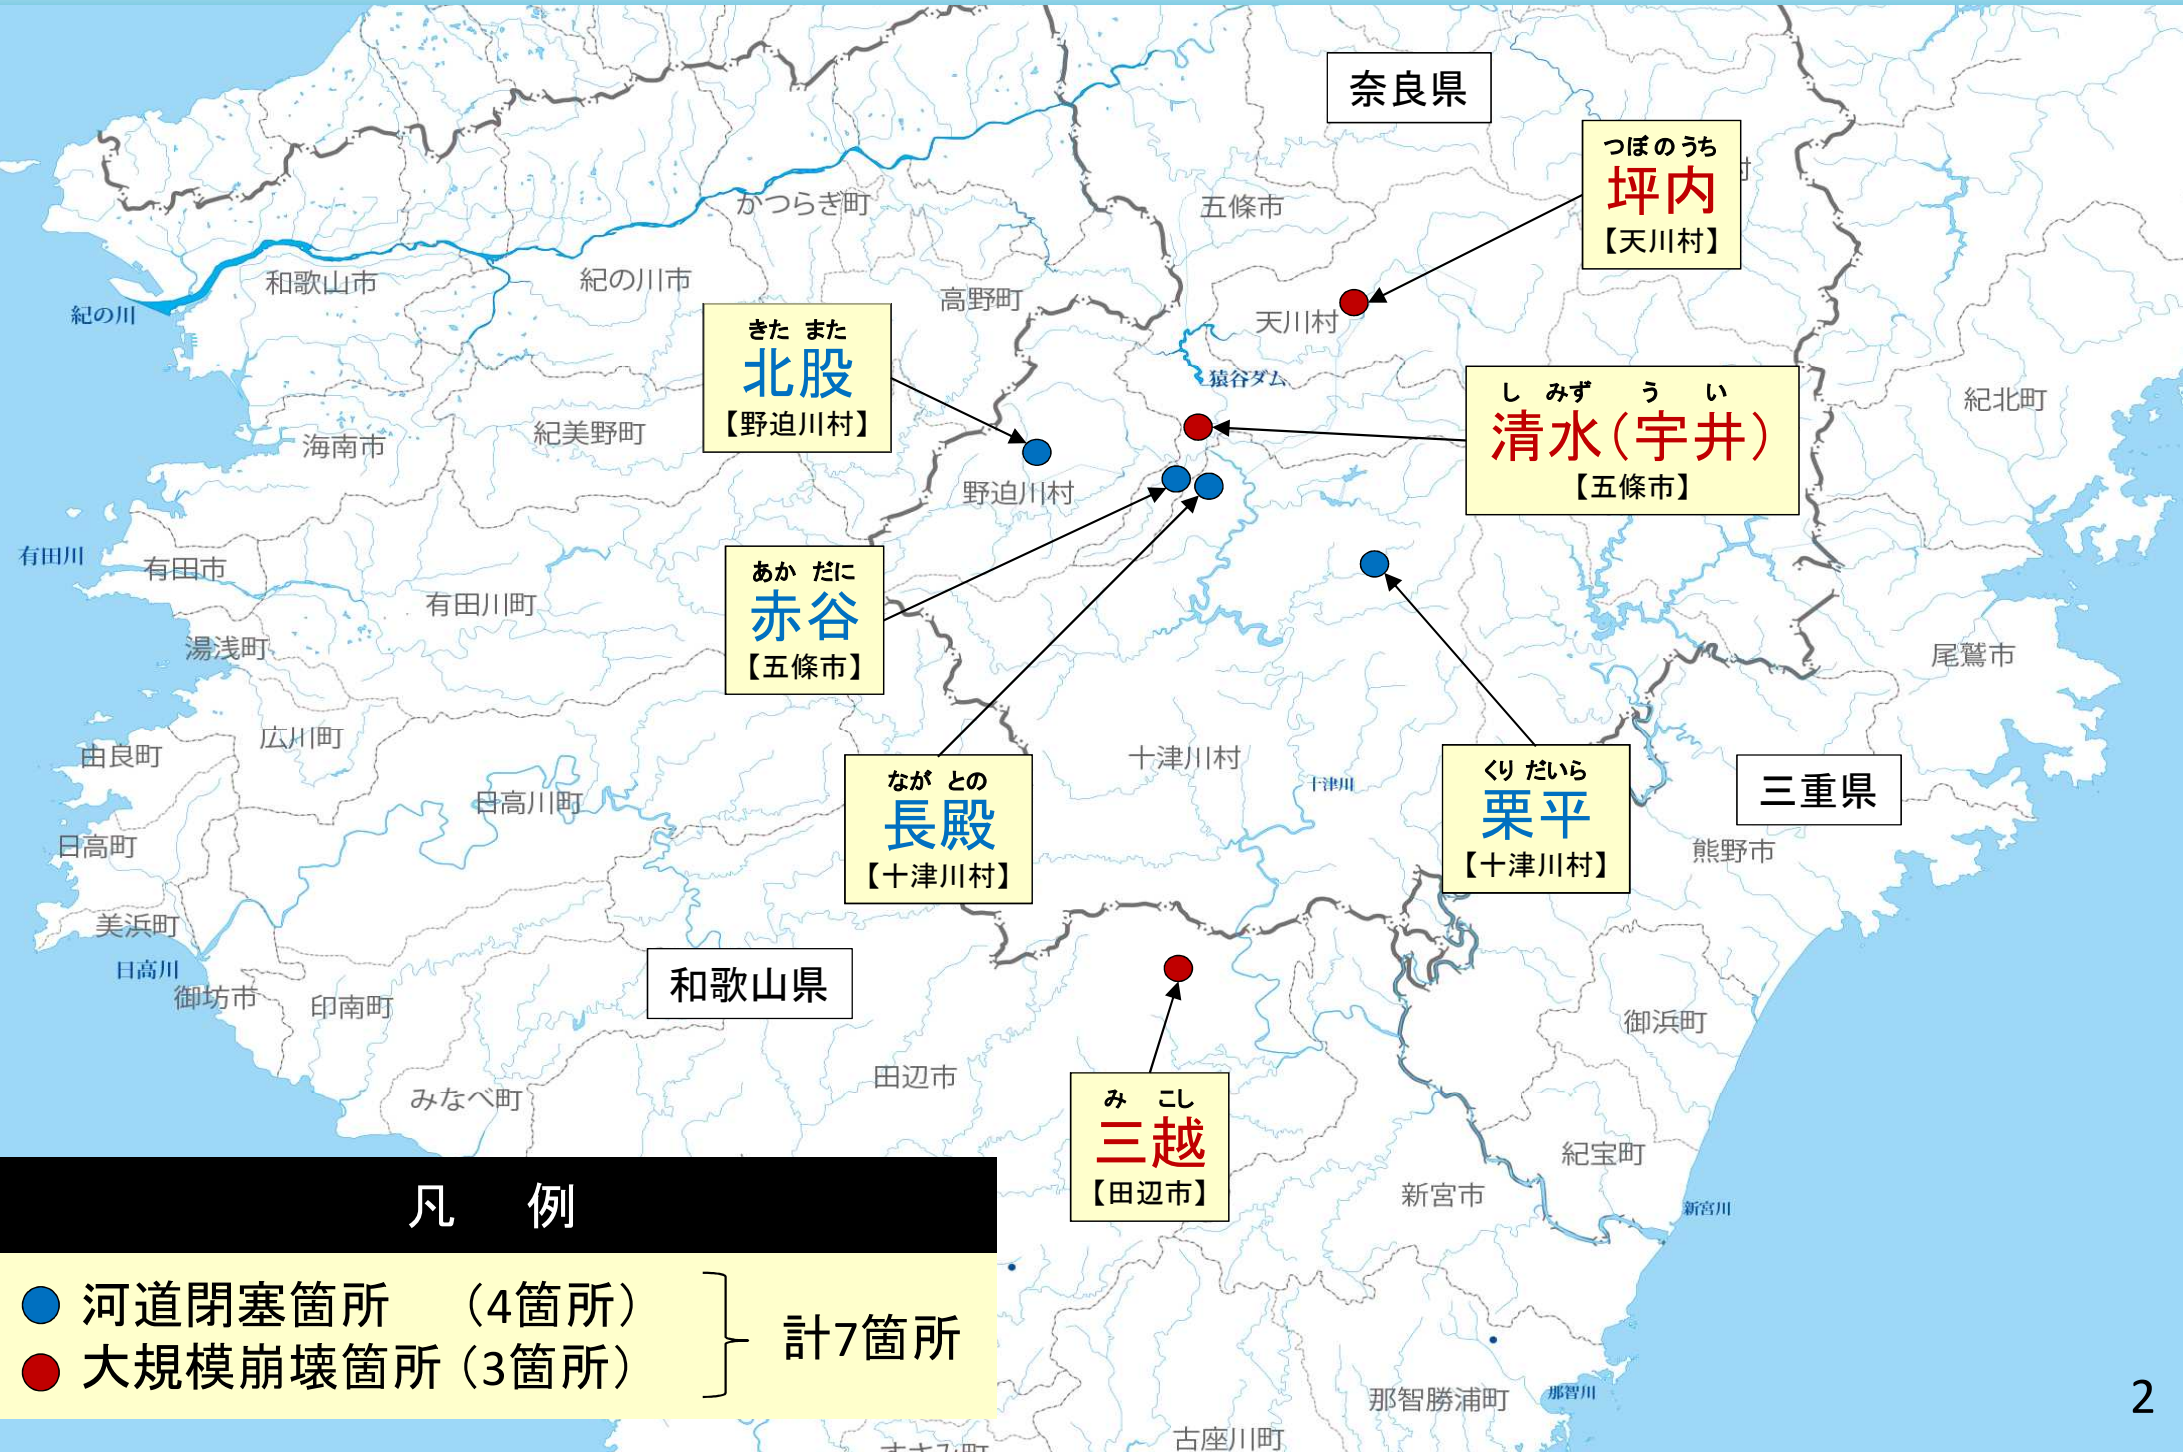 奈良県
つぼのうち
坪内
【天川村】
かつらぎ町
五條市
和歌山市
紀の川市
高野町
紀の川
天川村
きた また
北股
【野迫川村】
猿谷ダム
し みず う い
清水（宇井）
【五條市】
紀北町
海南市
紀美野町
野迫川村
有田川
有田市
あか だに
赤谷
【五條市】
有田川町
湯浅町
尾鷲市
広川町
由良町
十津川村
十津川
なが との
長殿
【十津川村】
くり だいら
栗平
【十津川村】
三重県
日高川町
日高町
熊野市
美浜町
日高川
御坊市
印南町
和歌山県
御浜町
田辺市
みなべ町
み こし
三越
【田辺市】
紀宝町
新宮市
新宮川
凡 例
河道閉塞箇所 （4箇所）
大規模崩壊箇所（3箇所）
計7箇所
那智勝浦町
那智川
古座川町
すさみ町
2